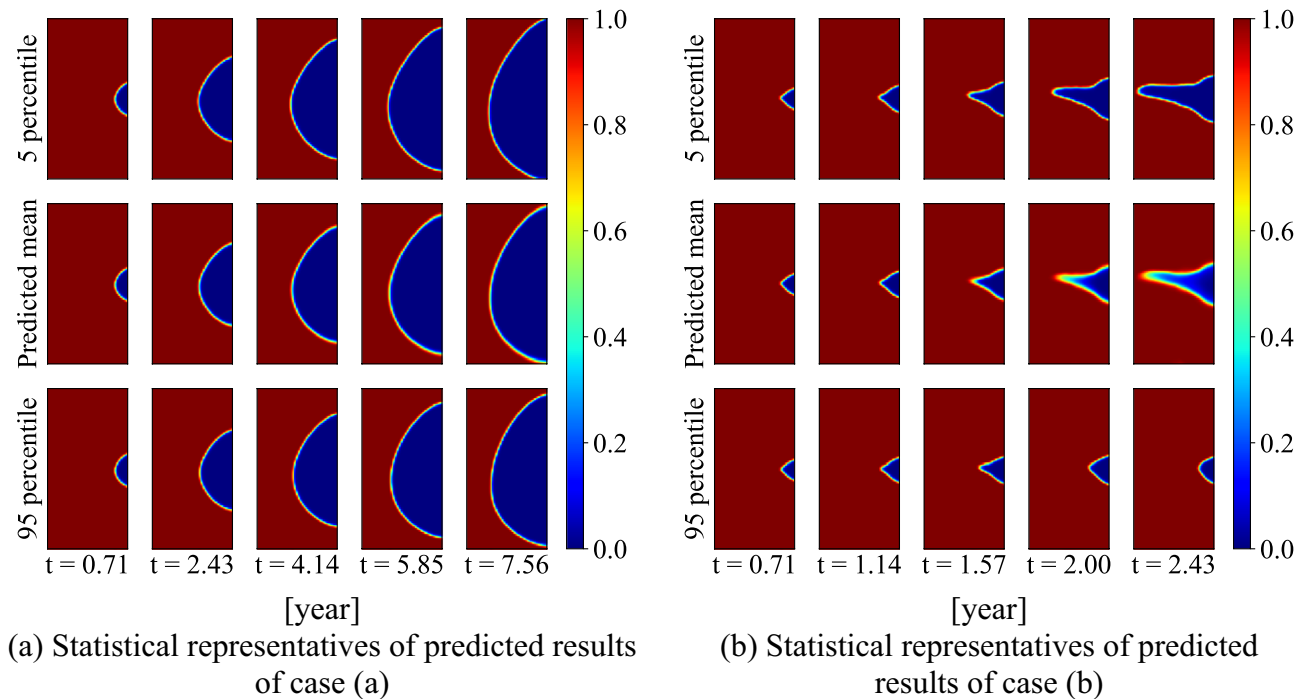 5 percentile
Predicted mean
95 percentile
t = 0.71 t = 2.43 t = 4.14 t = 5.85 t = 7.56
[year]
1.0
0.8
0.6
0.4
0.2
0.0
(a) Statistical representatives of predicted results
of case (a)
5 percentile
Predicted mean
95 percentile
t = 0.71 t = 1.14 t = 1.57 t = 2.00 t = 2.43
[year]
1.0
0.8
0.6
0.4
0.2
0.0
(b) Statistical representatives of predicted
results of case (b)